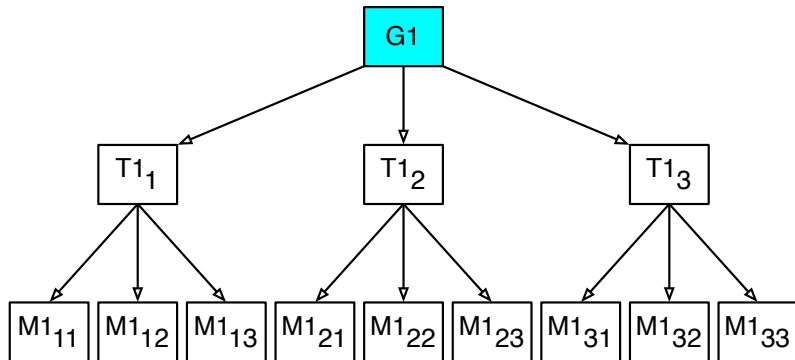 G1
T1₁ T1₂ T1₃
M1₁₁ M1₁₂ M1₁₃ M1₂₁ M1₂₂ M1₂₃ M1₃₁ M1₃₂ M1₃₃